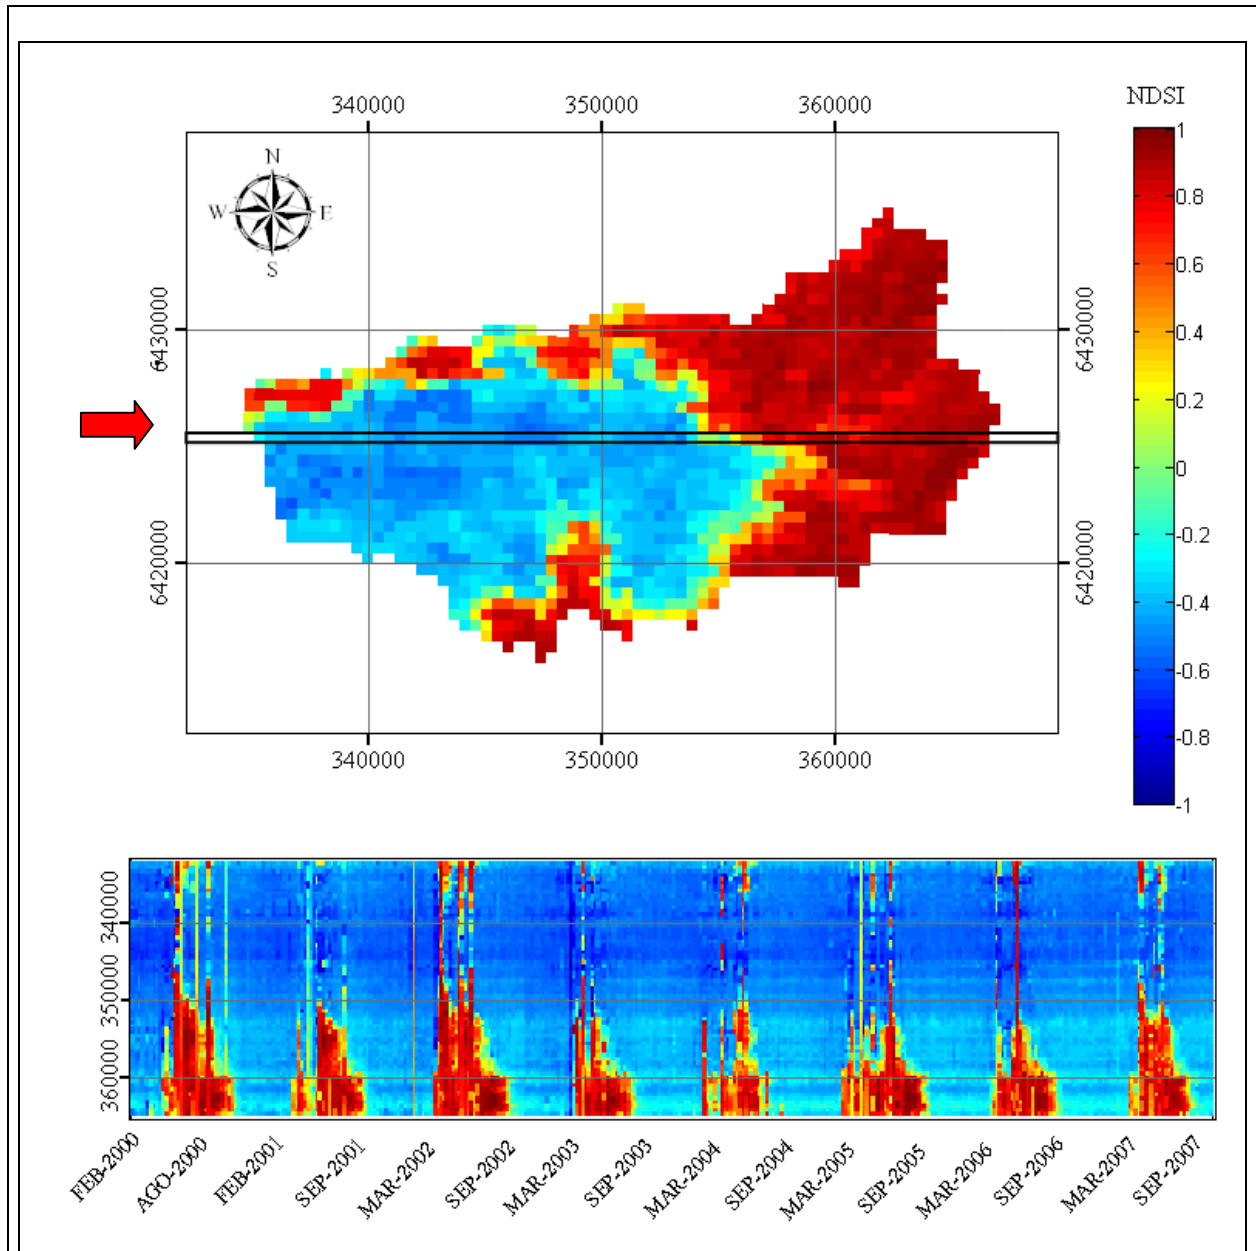 340000 350000 360000 NDSI
N
W E
S
1
0.8
0.6
0.4
0.2
0
-0.2
-0.4
-0.6
-0.8
-1
6430000 6430000
6420000 6420000
340000 350000 360000
340000
350000
360000
FEB-2000 AGO-2000 FEB-2001 SEP-2001 MAR-2002 SEP-2002 MAR-2003 SEP-2003 MAR-2004 SEP-2004 MAR-2005 SEP-2005 MAR-2006 SEP-2006 MAR-2007 SEP-2007